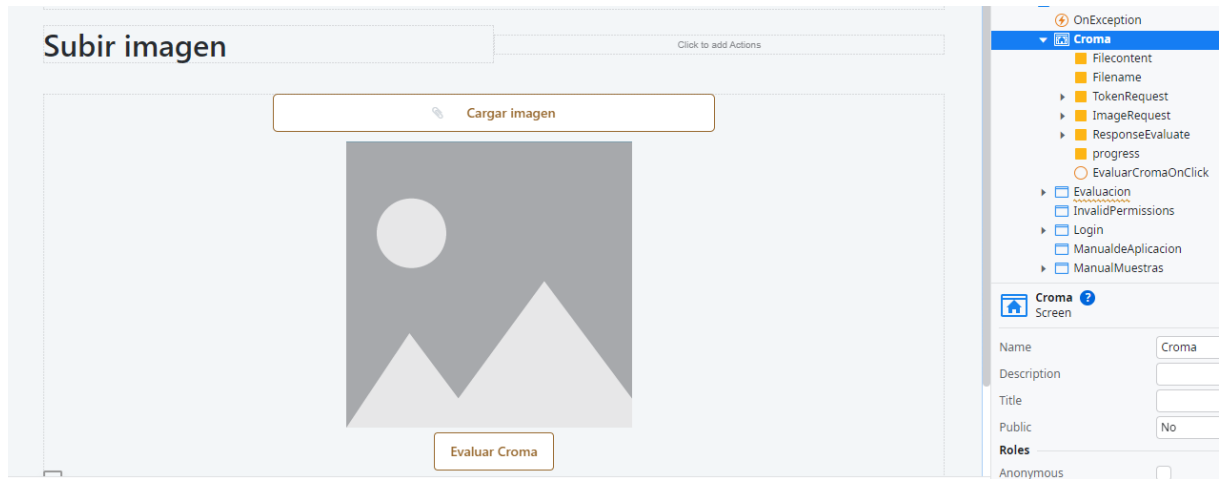 Subir imagen
Click to add Actions
Cargar imagen
Evaluar Croma
OnException
Croma
Filecontent
Filename
TokenRequest
ImageRequest
ResponseEvaluate
progress
EvaluarCromaOnClick
Evaluacion
InvalidPermissions
Login
ManualdeAplicacion
ManualMuestras
Croma ?
Screen
Name Croma
Description
Title
Public No
Roles
Anonymous